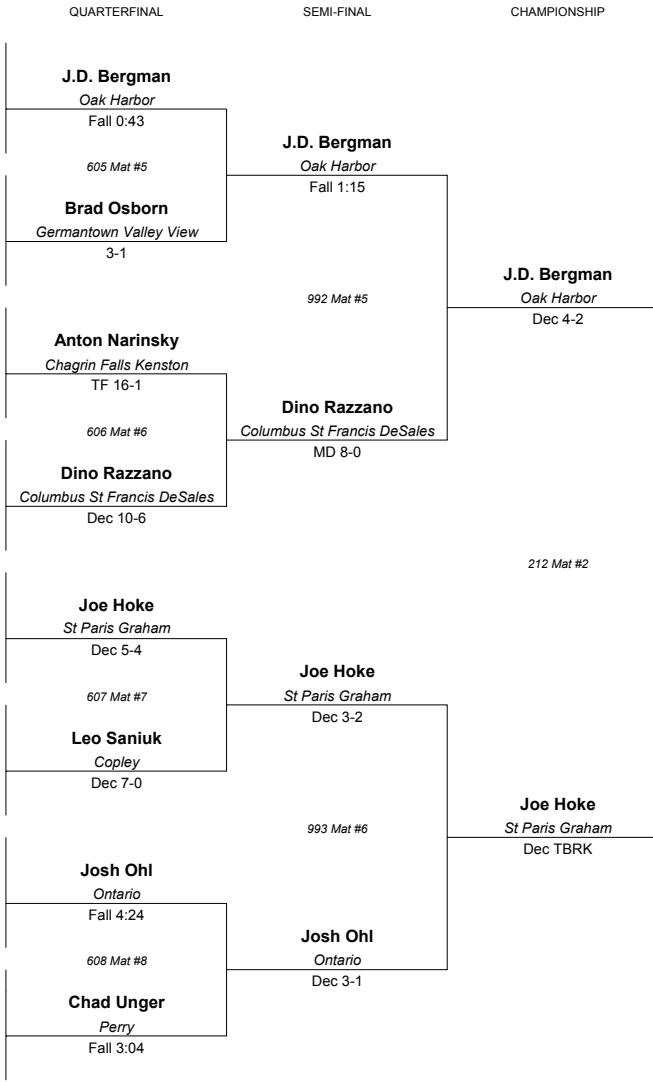 QUARTERFINAL
SEMI-FINAL
CHAMPIONSHIP
J.D. Bergman
Oak Harbor
Fall 0:43
605 Mat #5
Brad Osborn
Germantown Valley View
3-1
Anton Narinsky
Chagrin Falls Kenston
TF 16-1
606 Mat #6
Dino Razzano
Columbus St Francis DeSales
Dec 10-6
Joe Hoke
St Paris Graham
Dec 5-4
607 Mat #7
Leo Saniuk
Copley
Dec 7-0
Josh Ohl
Ontario
Fall 4:24
608 Mat #8
Chad Unger
Perry
Fall 3:04
J.D. Bergman
Oak Harbor
Fall 1:15
992 Mat #5
Dino Razzano
Columbus St Francis DeSales
MD 8-0
Joe Hoke
St Paris Graham
Dec 3-2
993 Mat #6
Josh Ohl
Ontario
Dec 3-1
J.D. Bergman
Oak Harbor
Dec 4-2
212 Mat #2
Joe Hoke
St Paris Graham
Dec TBRK